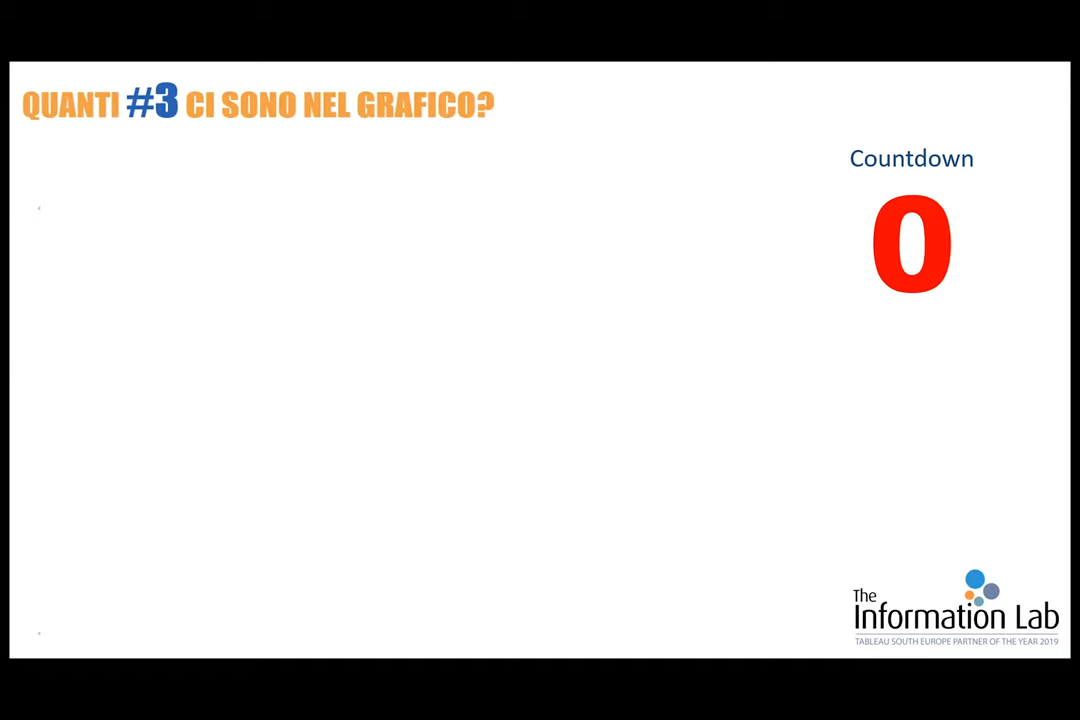 QUANTI #3 CI SONO NEL GRAFICO?
Countdown
0
The
Information Lab
TABLEAU SOUTH EUROPE PARTNER OF THE YEAR 2019